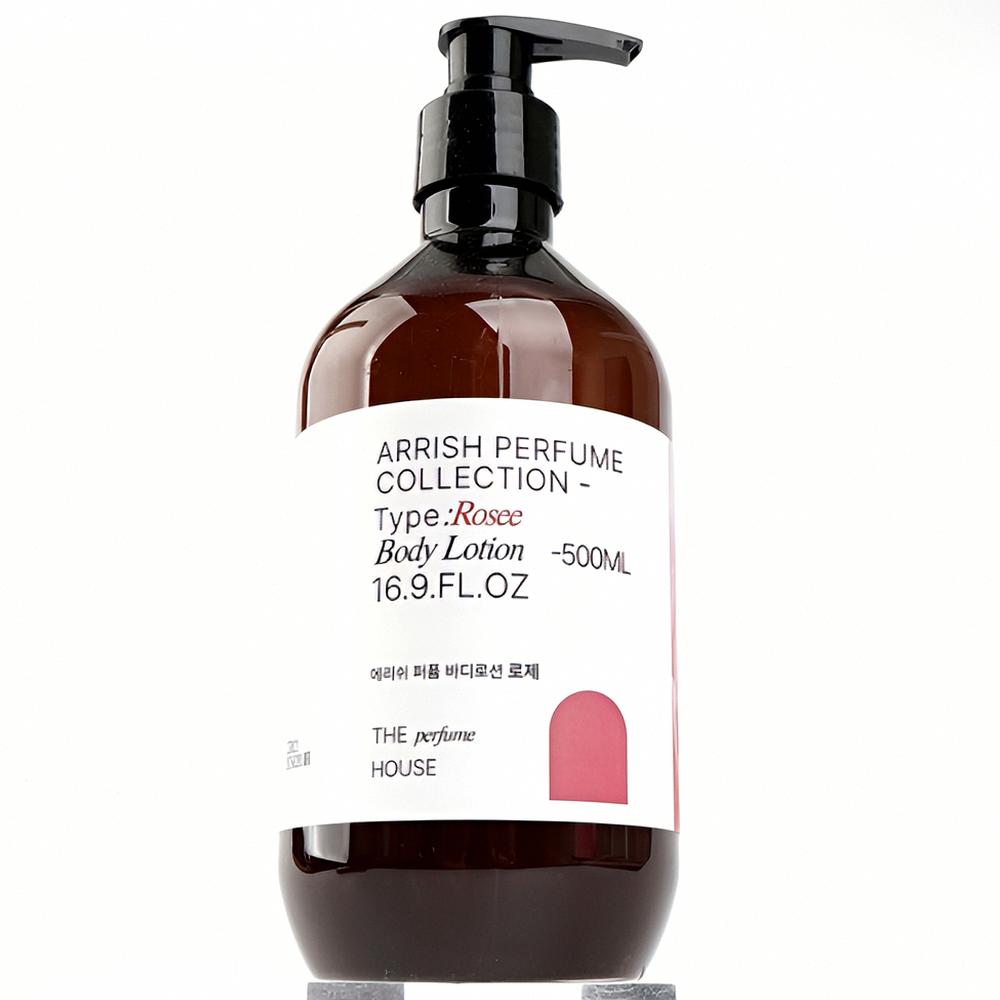 ARRISH PERFUME
COLLECTION -
Type:Rosee
Body Lotion -500ML
16.9.FL.OZ
에리쉬 퍼퓸 바디로션 로제
THE perfume
HOUSE